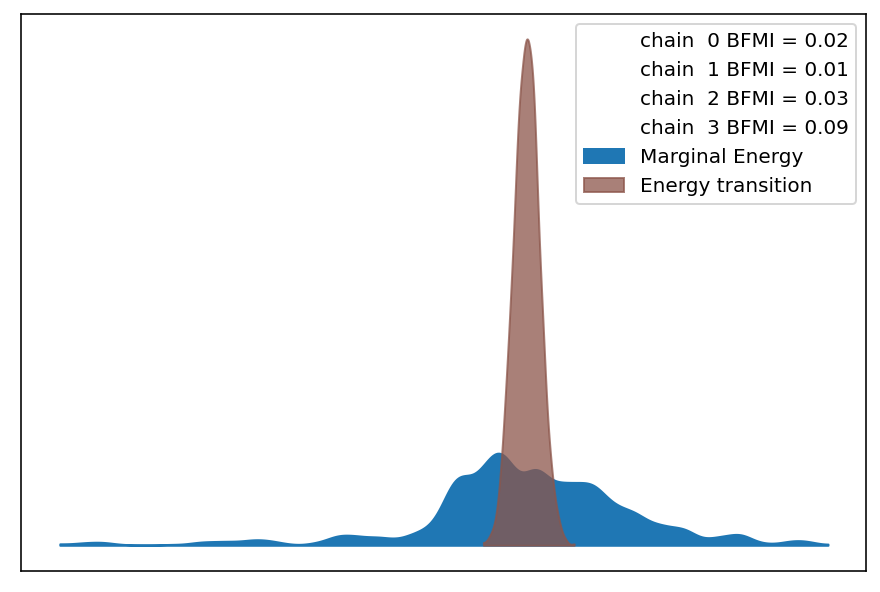 chain  0 BFMI = 0.02
chain  1 BFMI = 0.01
chain  2 BFMI = 0.03
chain  3 BFMI = 0.09
Marginal Energy
Energy transition